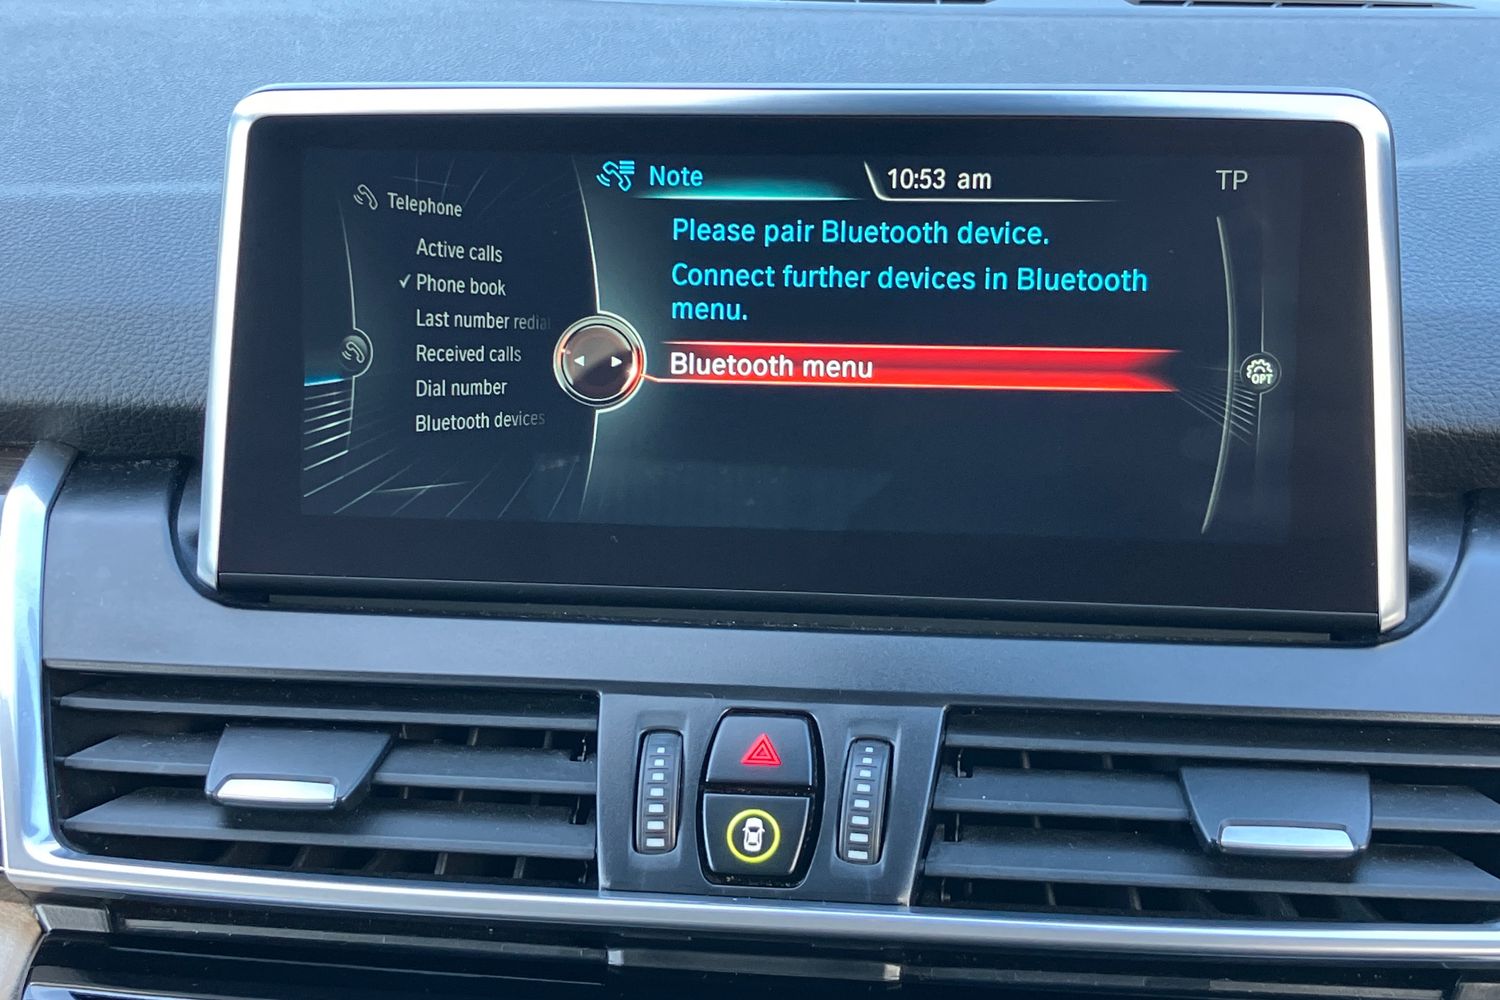 Note
10:53 am
TP
Telephone
Active calls
Phone book
Last number redial
Received calls
Dial number
Bluetooth devices
Please pair Bluetooth device.
Connect further devices in Bluetooth
menu.
Bluetooth menu
OPT